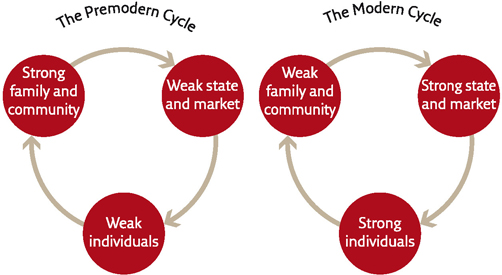 The Premodern Cycle
Strong
family and
community
Weak state
and market
Weak
individuals
The Modern Cycle
Weak
family and
community
Strong state
and market
Strong
individuals